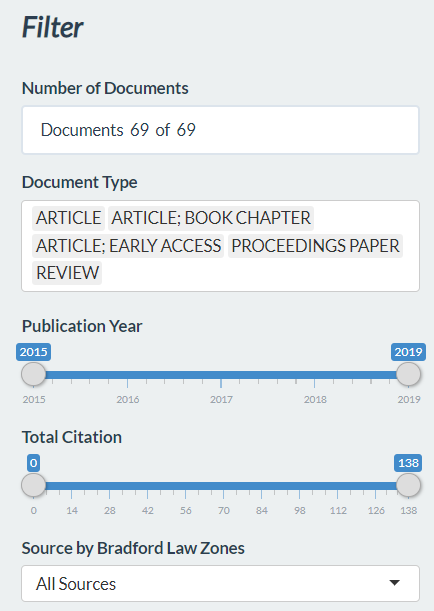 Filter
Number of Documents
Documents 69 of 69
Document Type
ARTICLE ARTICLE; BOOK CHAPTER
ARTICLE; EARLY ACCESS PROCEEDINGS PAPER
REVIEW
Publication Year
2015 2019
2015 2016 2017 2018 2019
Total Citation
0 138
0 14 28 42 56 70 84 98 112 126 138
Source by Bradford Law Zones
All Sources